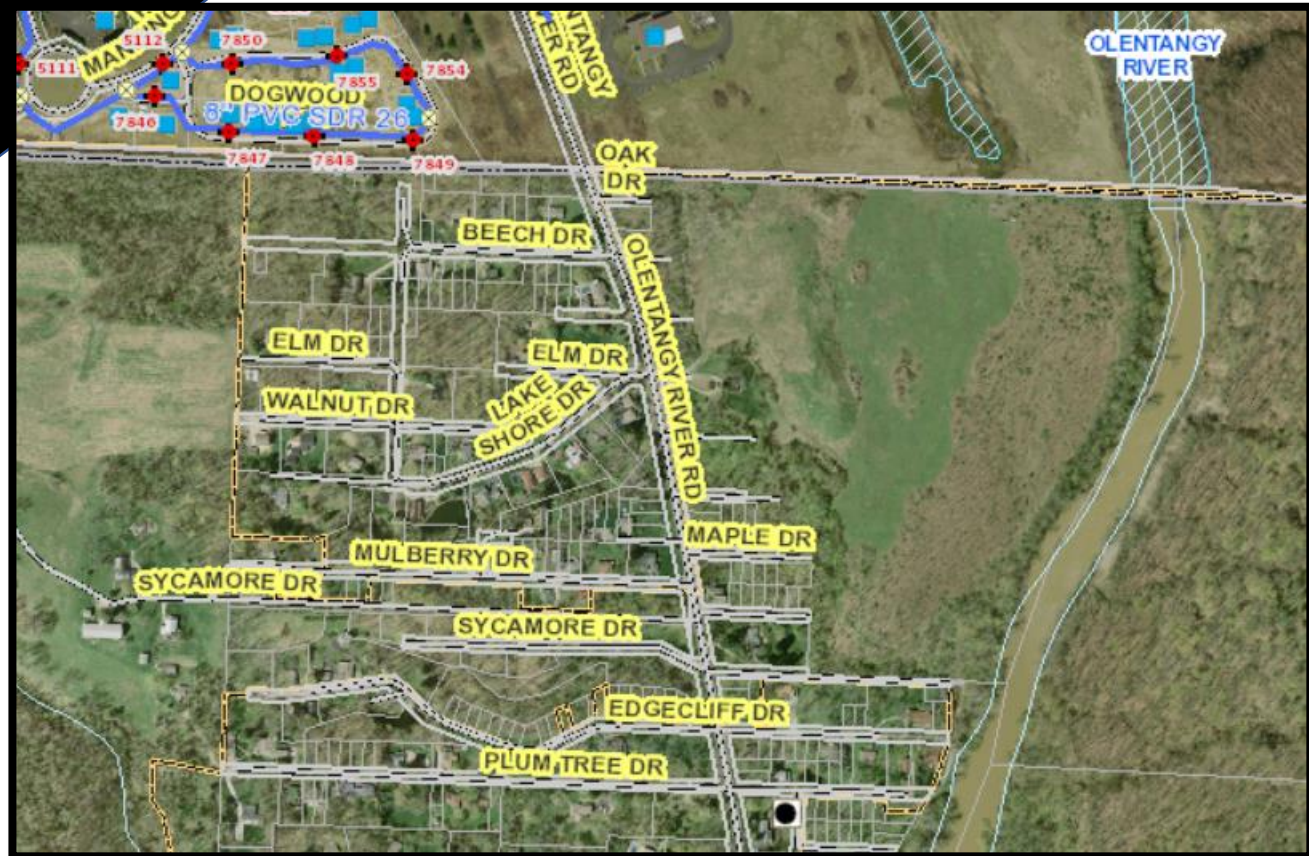 5111
MAN
5112
7850
7855
7854
DOGWOOD
8" PVC SDR 26
7846
7847
7848
7849
OLENTANGY
RIVER
OAK
DR
BEECH DR
OLENTANGY RIVER RD
ELM DR
ELM DR
WALNUT DR
LAKE
SHORE DR
MAPLE DR
MULBERRY DR
SYCAMORE DR
SYCAMORE DR
EDGECLIFF DR
PLUM TREE DR